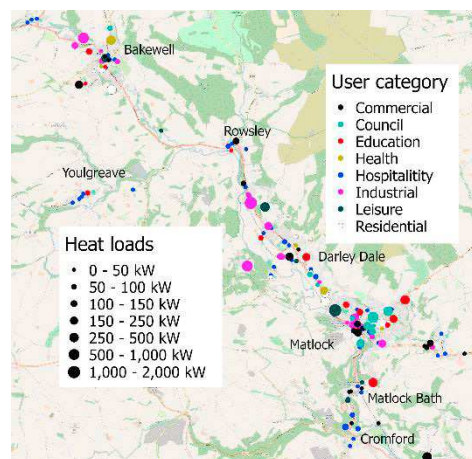 Bakewell
User category
Commercial
Council
Education
Health
Hospitalitity
Industrial
Leisure
Residential
Rowsley
Youlgreave
Heat loads
0 - 50 kW
50 - 100 kW
100 - 150 kW
150 - 250 kW
250 - 500 kW
500 - 1,000 kW
1,000 - 2,000 kW
Darley Dale
Matlock
Matlock Bath
Cromford